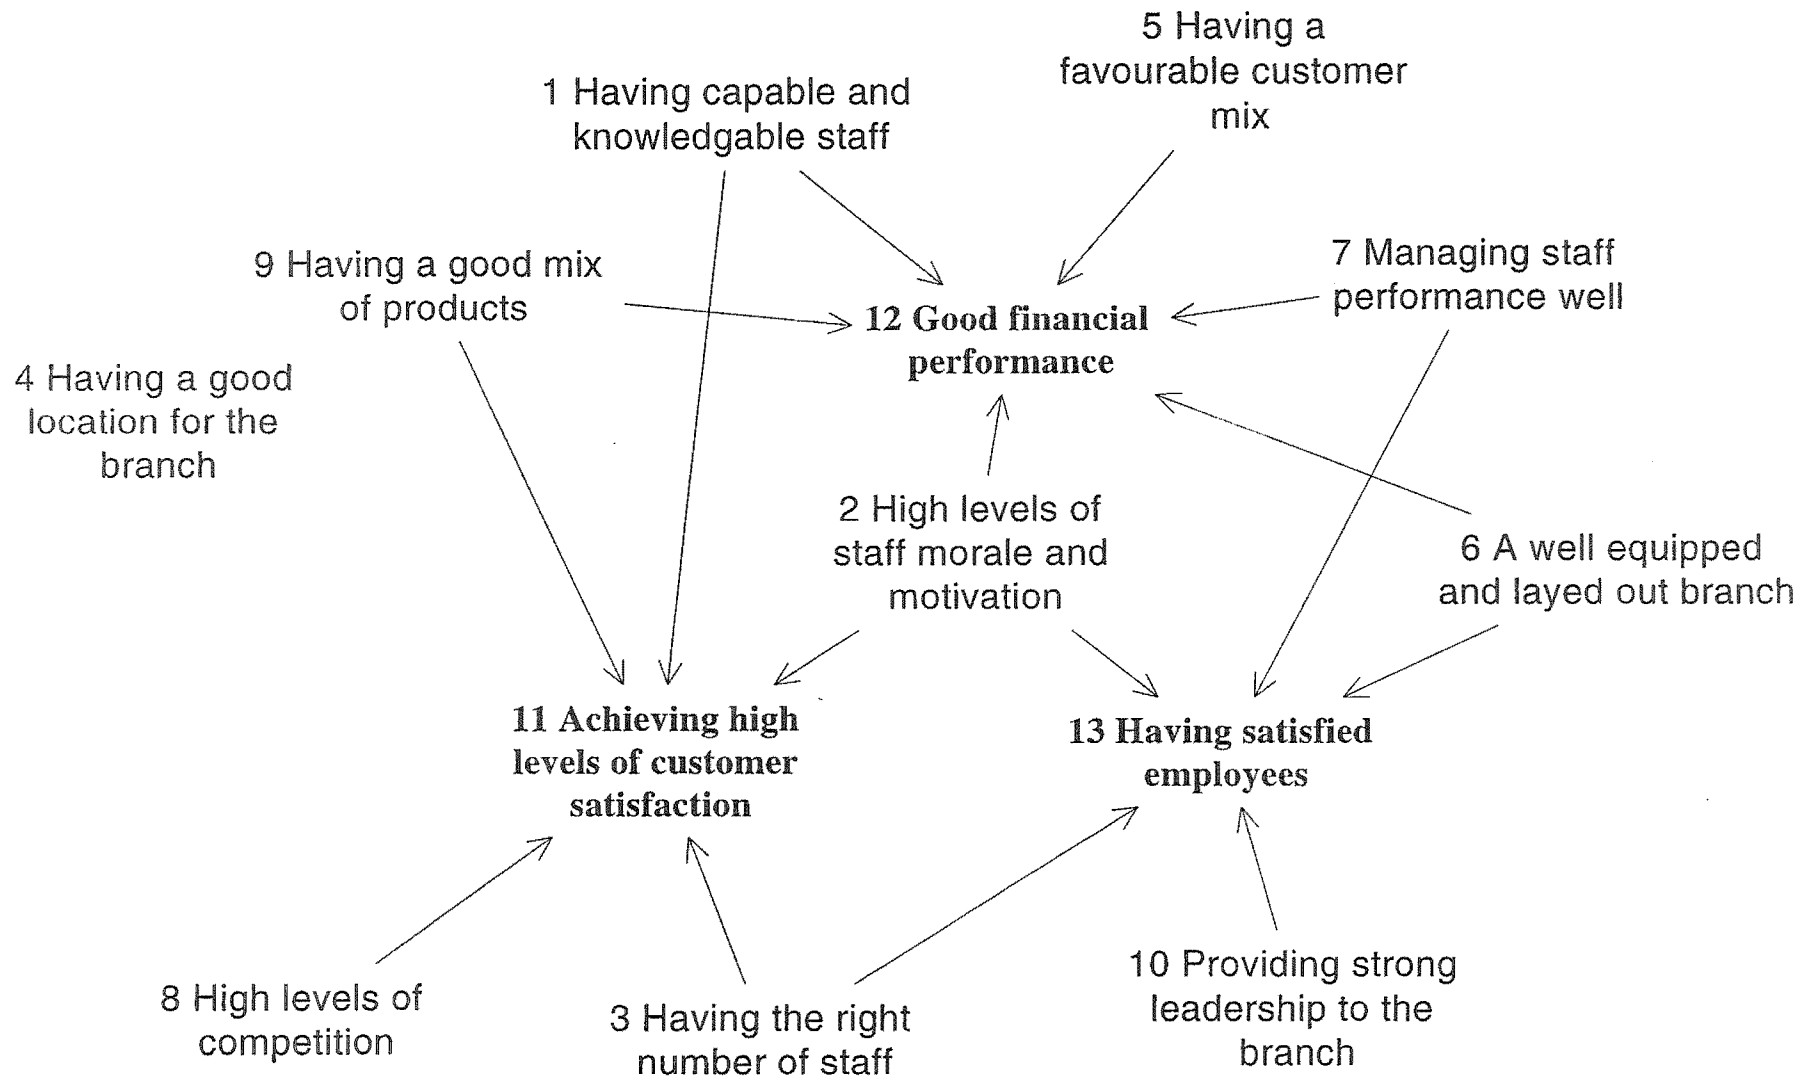 5 Having a
favourable customer
mix
1 Having capable and
knowledgable staff
9 Having a good mix
of products
7 Managing staff
performance well
12 Good financial
performance
4 Having a good
location for the
branch
2 High levels of
staff morale and
motivation
6 A well equipped
and layed out branch
11 Achieving high
levels of customer
satisfaction
13 Having satisfied
employees
8 High levels of
competition
3 Having the right
number of staff
10 Providing strong
leadership to the
branch